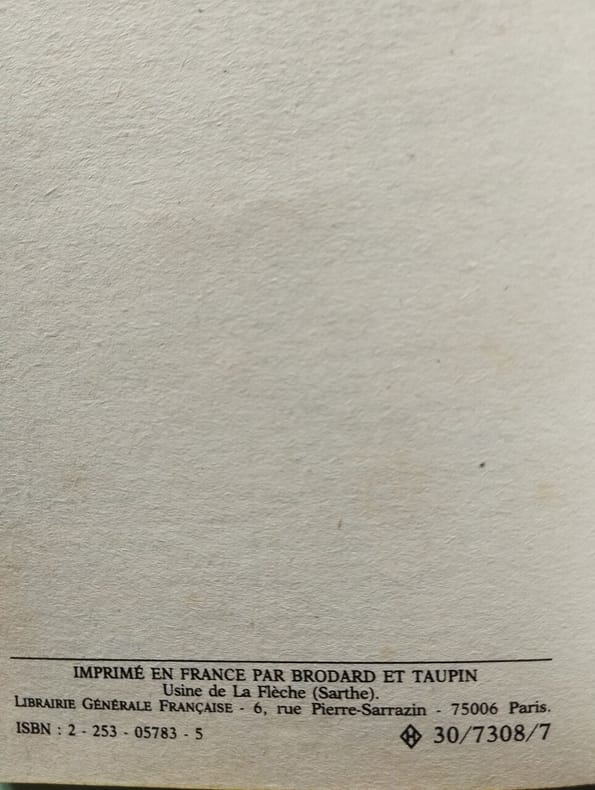 IMPRIMÉ EN FRANCE PAR BRODARD ET TAUPIN
Usine de La Flèche (Sarthe).
LIBRAIRIE GÉNÉRALE FRANÇAISE - 6, rue Pierre-Sarrazin - 75006 Paris.
ISBN : 2 - 253 - 05783 - 5 H 30/7308/7